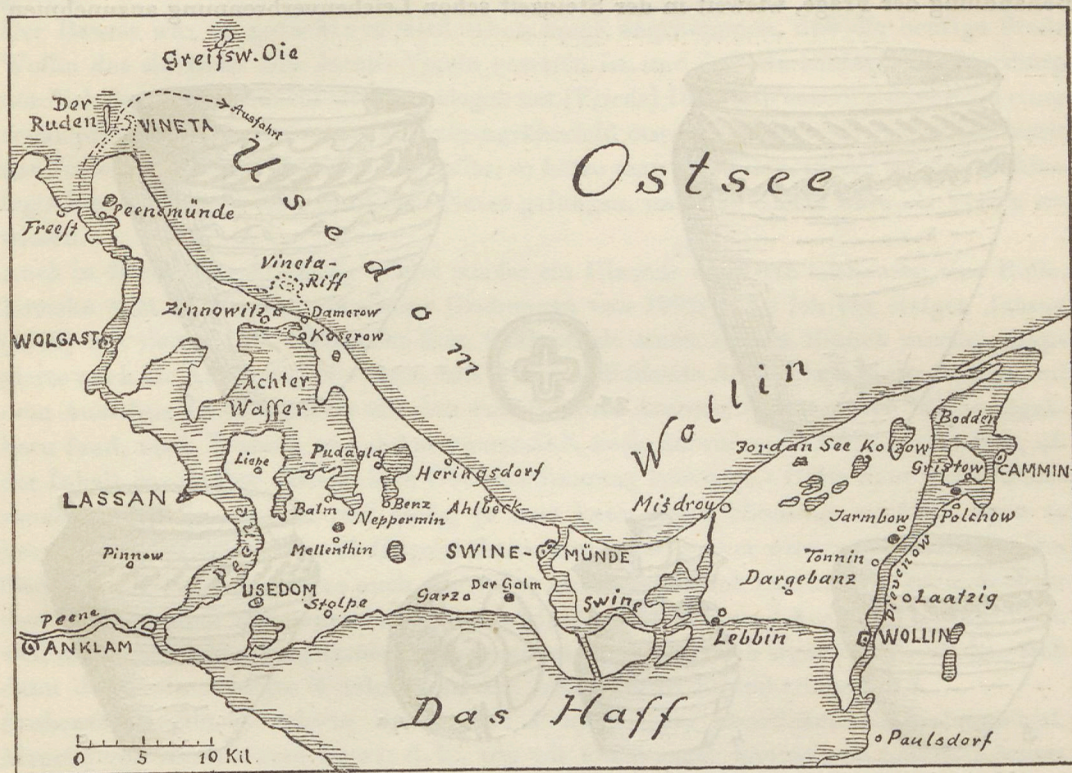 Greifsw. Oie
Der
Ruden
VINETA
Ausfahrt
Ostsee
Usedom
Peenemünde
Freeſt
Vineta-
Riff
Zinnowitz
Damerow
Koserow
WOLGAST
Achter
Waſſer
Wollin
Bodden
Jordan See
Gristow
CAMMIN
Liepe
Pudagla
Heringsdorf
LASSAN
Balm
Benz
Neppermin
Ahlbeck
Misdroy
Polchow
Jarmbow
Pinnow
Peene
Mellenthin
SWINE-
MÜNDE
Tonnin
Dargebanz
Dievenow
USEDOM
Stolpe
Garz
Der Golm
Swine
Laatzig
Peene
ANKLAM
Lebbin
WOLLIN
Das Haff
0 5 10 Kil.
Paulsdorf